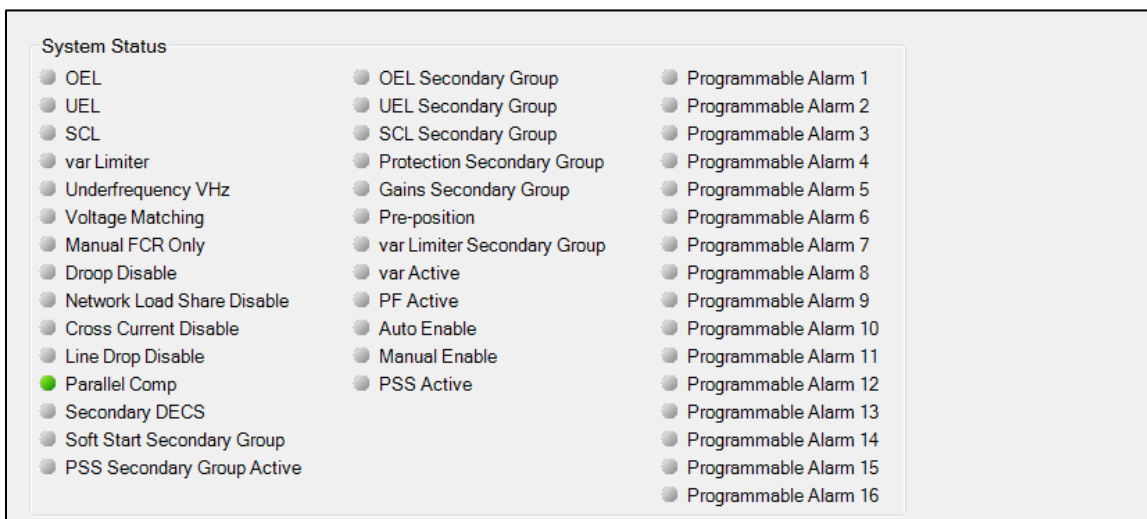 System Status
OEL
UEL
SCL
var Limiter
Underfrequency VHz
Voltage Matching
Manual FCR Only
Droop Disable
Network Load Share Disable
Cross Current Disable
Line Drop Disable
Parallel Comp
Secondary DECS
Soft Start Secondary Group
PSS Secondary Group Active
OEL Secondary Group
UEL Secondary Group
SCL Secondary Group
Protection Secondary Group
Gains Secondary Group
Pre-position
var Limiter Secondary Group
var Active
PF Active
Auto Enable
Manual Enable
PSS Active
Programmable Alarm 1
Programmable Alarm 2
Programmable Alarm 3
Programmable Alarm 4
Programmable Alarm 5
Programmable Alarm 6
Programmable Alarm 7
Programmable Alarm 8
Programmable Alarm 9
Programmable Alarm 10
Programmable Alarm 11
Programmable Alarm 12
Programmable Alarm 13
Programmable Alarm 14
Programmable Alarm 15
Programmable Alarm 16